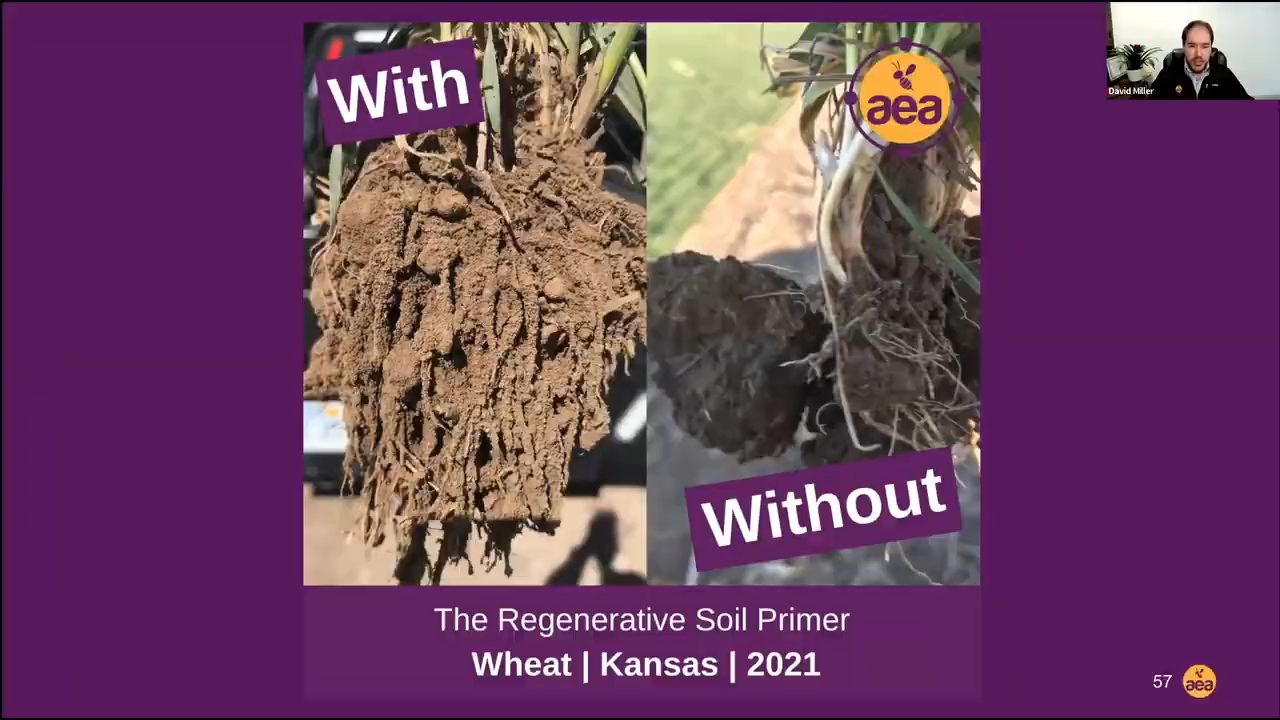 With
aea
David Miller
Without
The Regenerative Soil Primer
Wheat | Kansas | 2021
57
aea